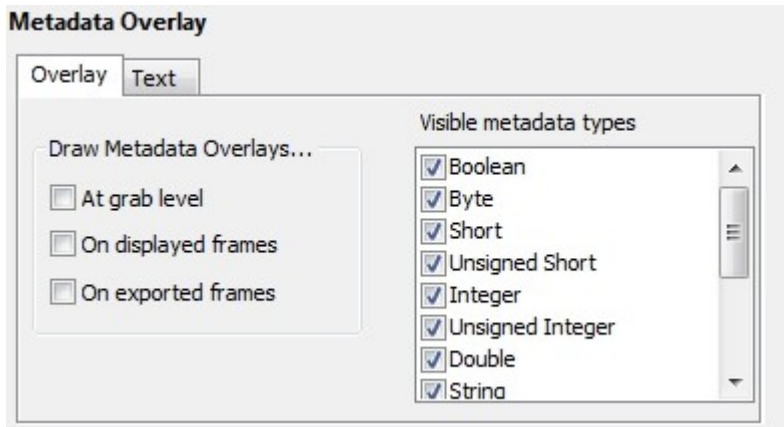 Metadata Overlay
Overlay
Text
Draw Metadata Overlays...
At grab level
On displayed frames
On exported frames
Visible metadata types
Boolean
Byte
Short
Unsigned Short
Integer
Unsigned Integer
Double
String